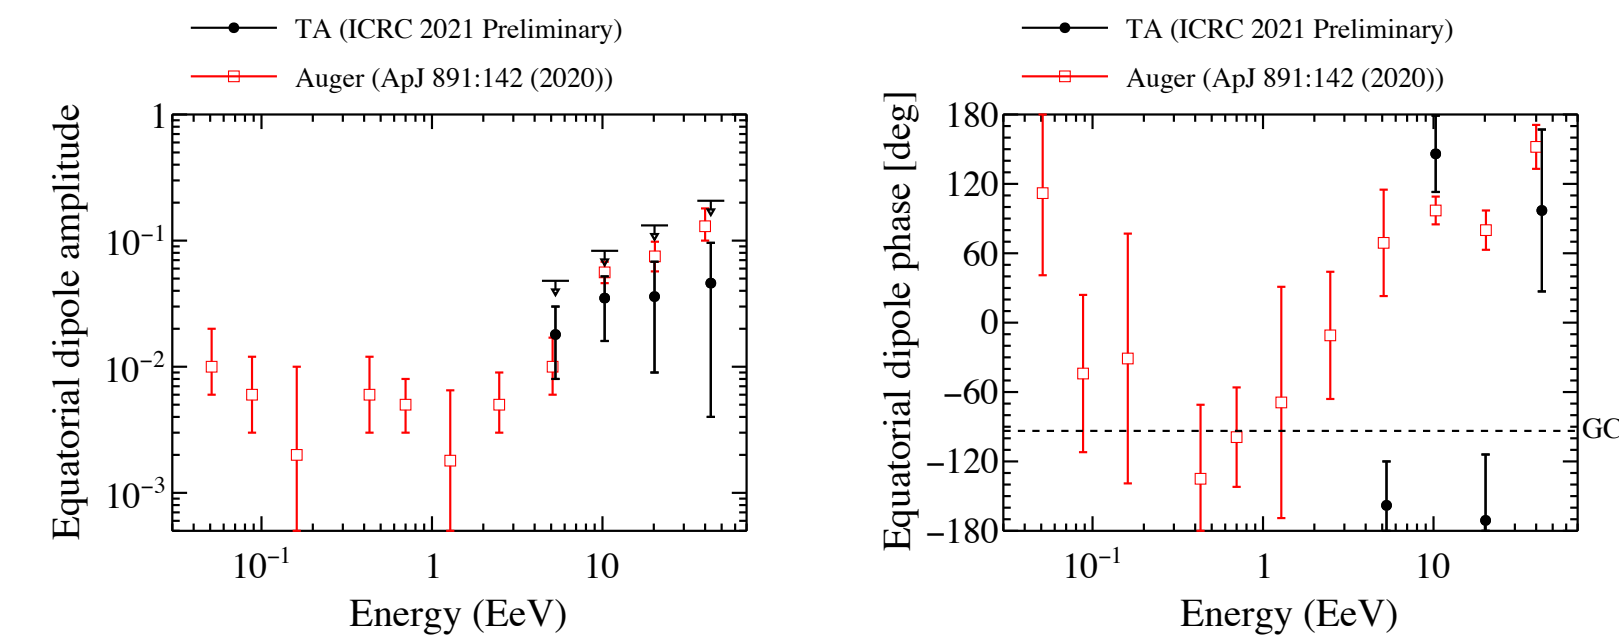 TA (ICRC 2021 Preliminary)
Auger (ApJ 891:142 (2020))
Equatorial dipole amplitude
1
10⁻¹
10⁻²
10⁻³
10⁻¹ 1 10
Energy (EeV)
TA (ICRC 2021 Preliminary)
Auger (ApJ 891:142 (2020))
Equatorial dipole phase [deg]
180
120
60
0
−60
−120
−180
GC
10⁻¹ 1 10
Energy (EeV)